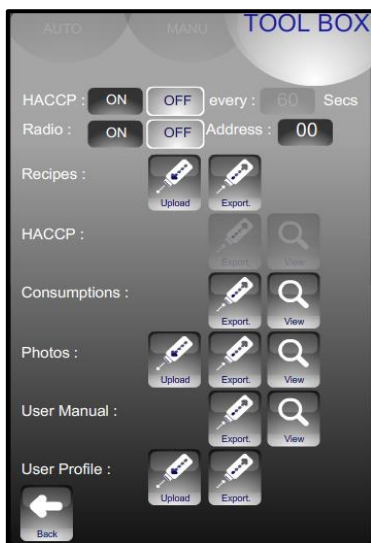 AUTO MANU TOOL BOX
HACCP : ON OFF every : 60 Secs
Radio : ON OFF Address : 00
Recipes :
Upload Export.
HACCP :
Export. View
Consumptions :
Export. View
Photos :
Upload Export. View
User Manual :
Export. View
User Profile :
Upload Export.
Back